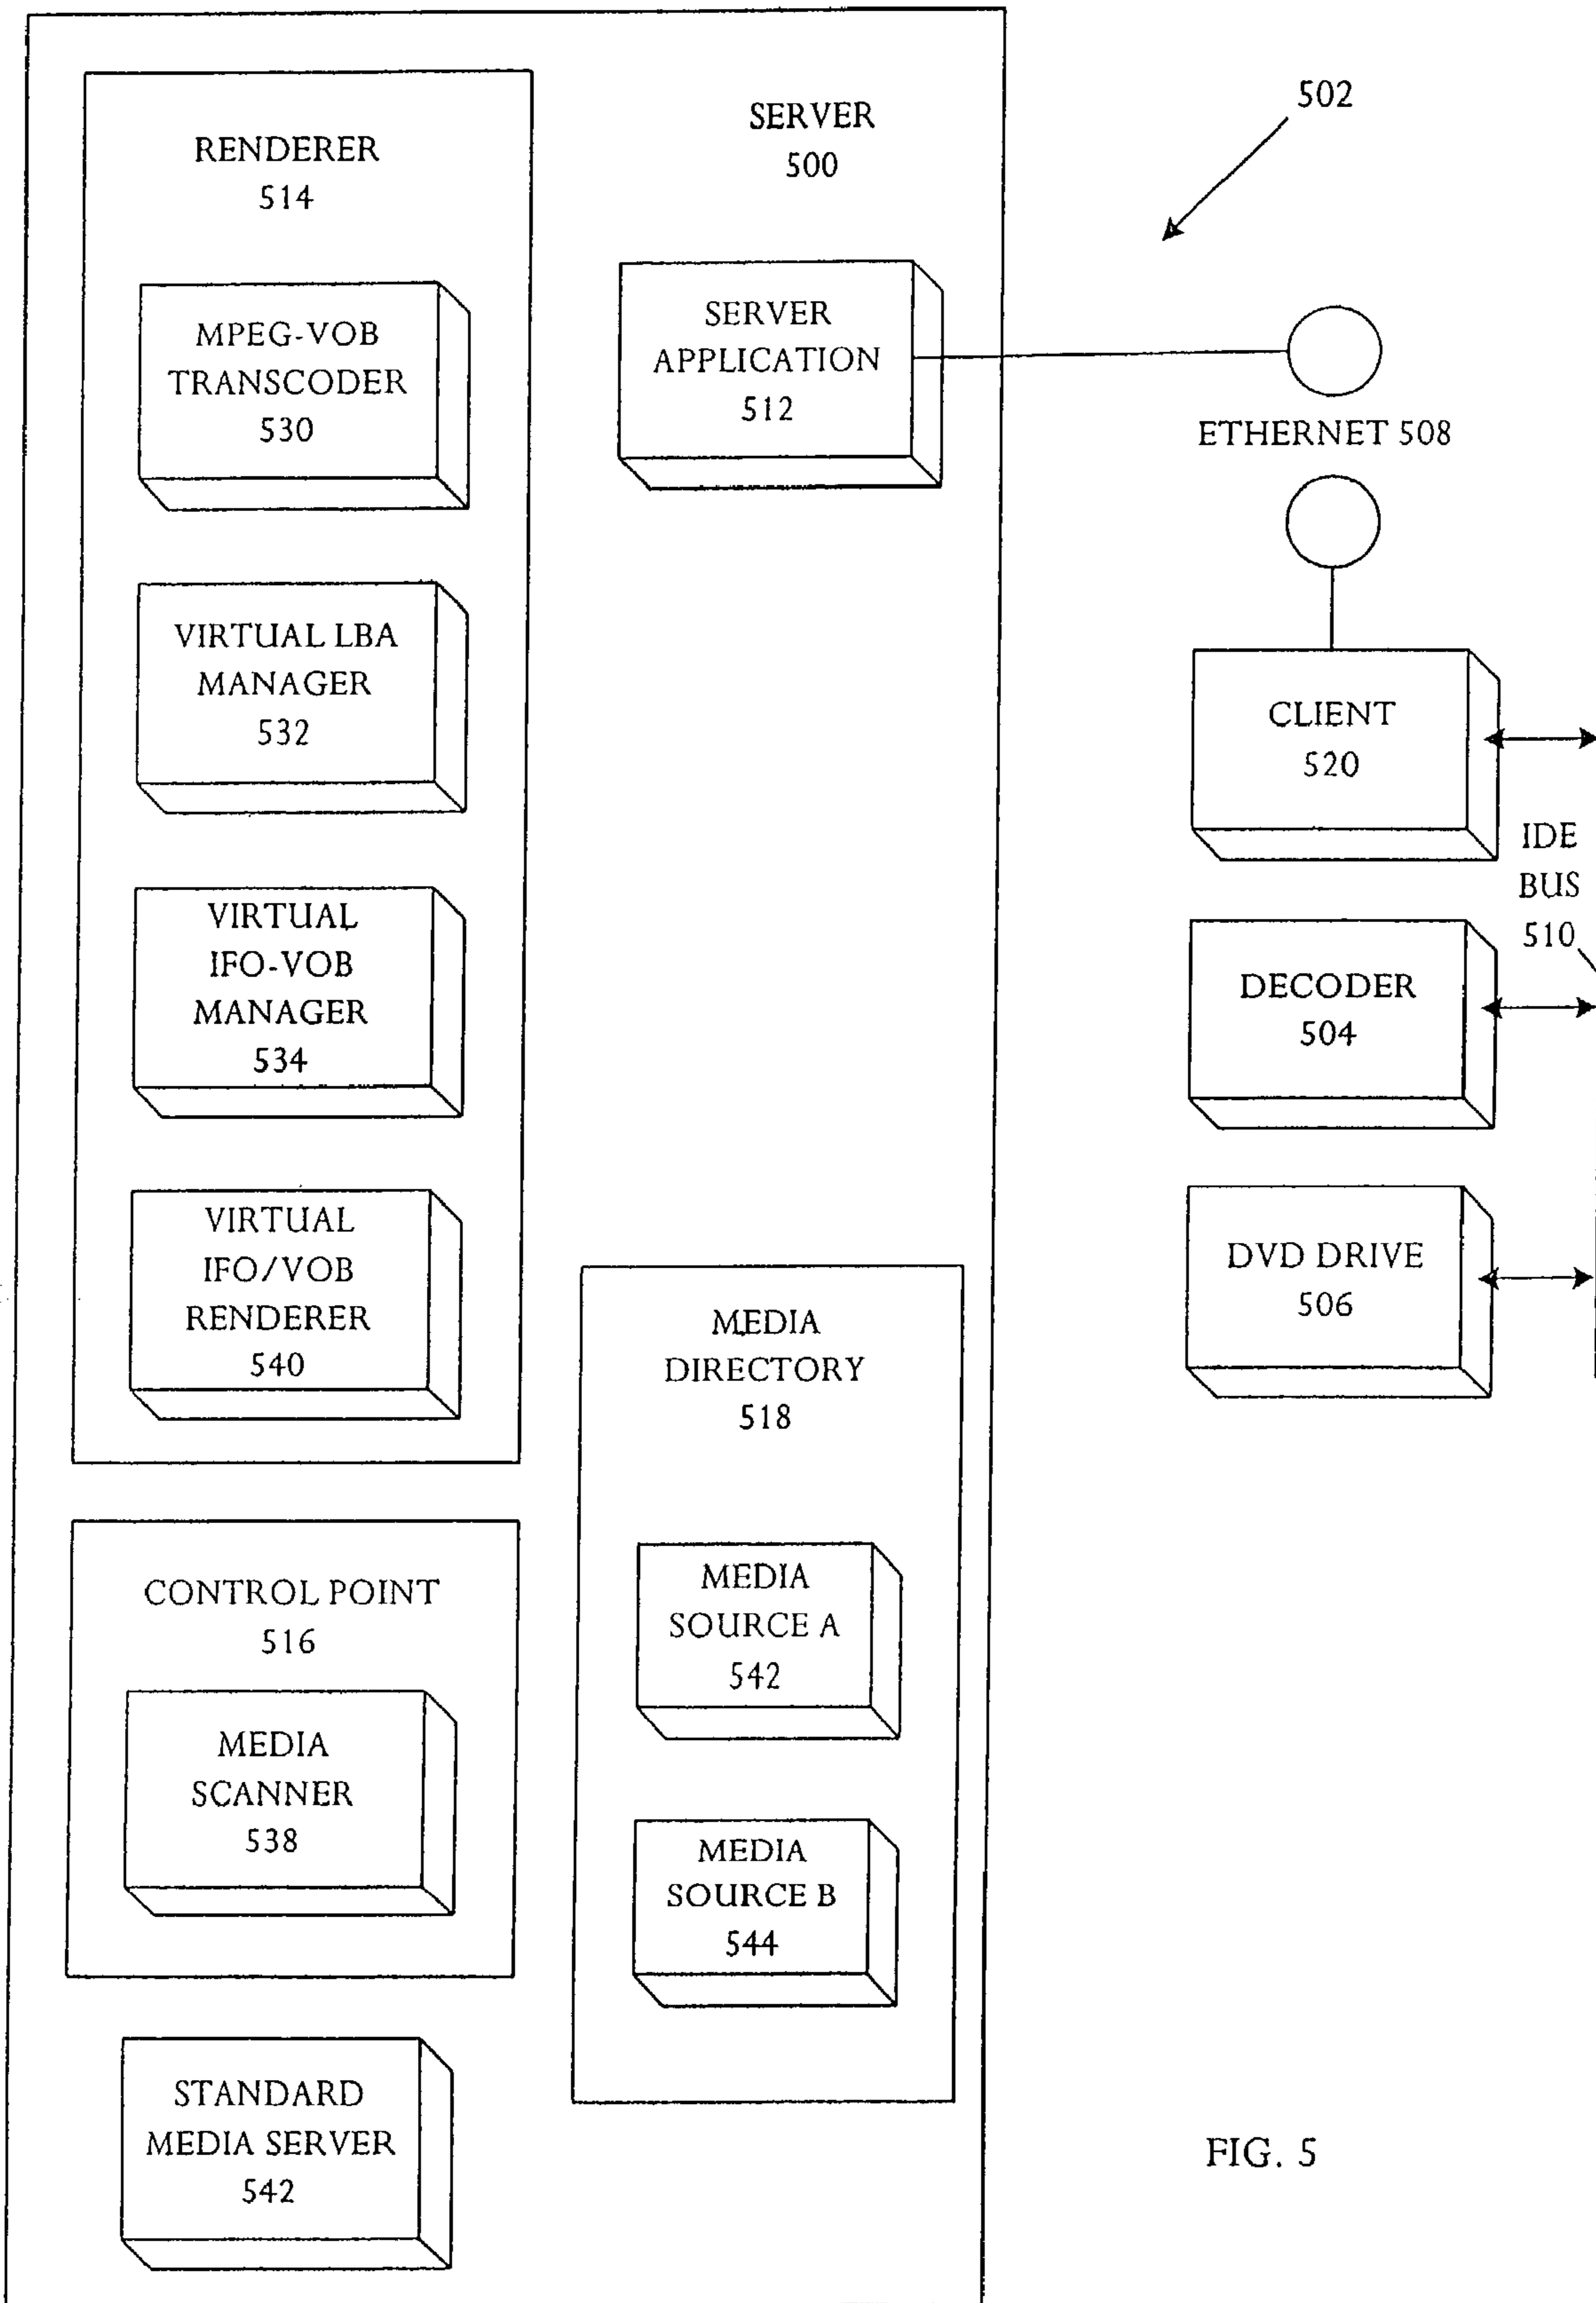 RENDERER
514
MPEG-VOB
TRANSCODER
530
VIRTUAL LBA
MANAGER
532
VIRTUAL
IFO-VOB
MANAGER
534
VIRTUAL
IFO/VOB
RENDERER
540
CONTROL POINT
516
MEDIA
SCANNER
538
STANDARD
MEDIA SERVER
542
SERVER
500
SERVER
APPLICATION
512
MEDIA
DIRECTORY
518
MEDIA
SOURCE A
542
MEDIA
SOURCE B
544
502
ETHERNET 508
CLIENT
520
IDE
BUS
510
DECODER
504
DVD DRIVE
506
FIG. 5